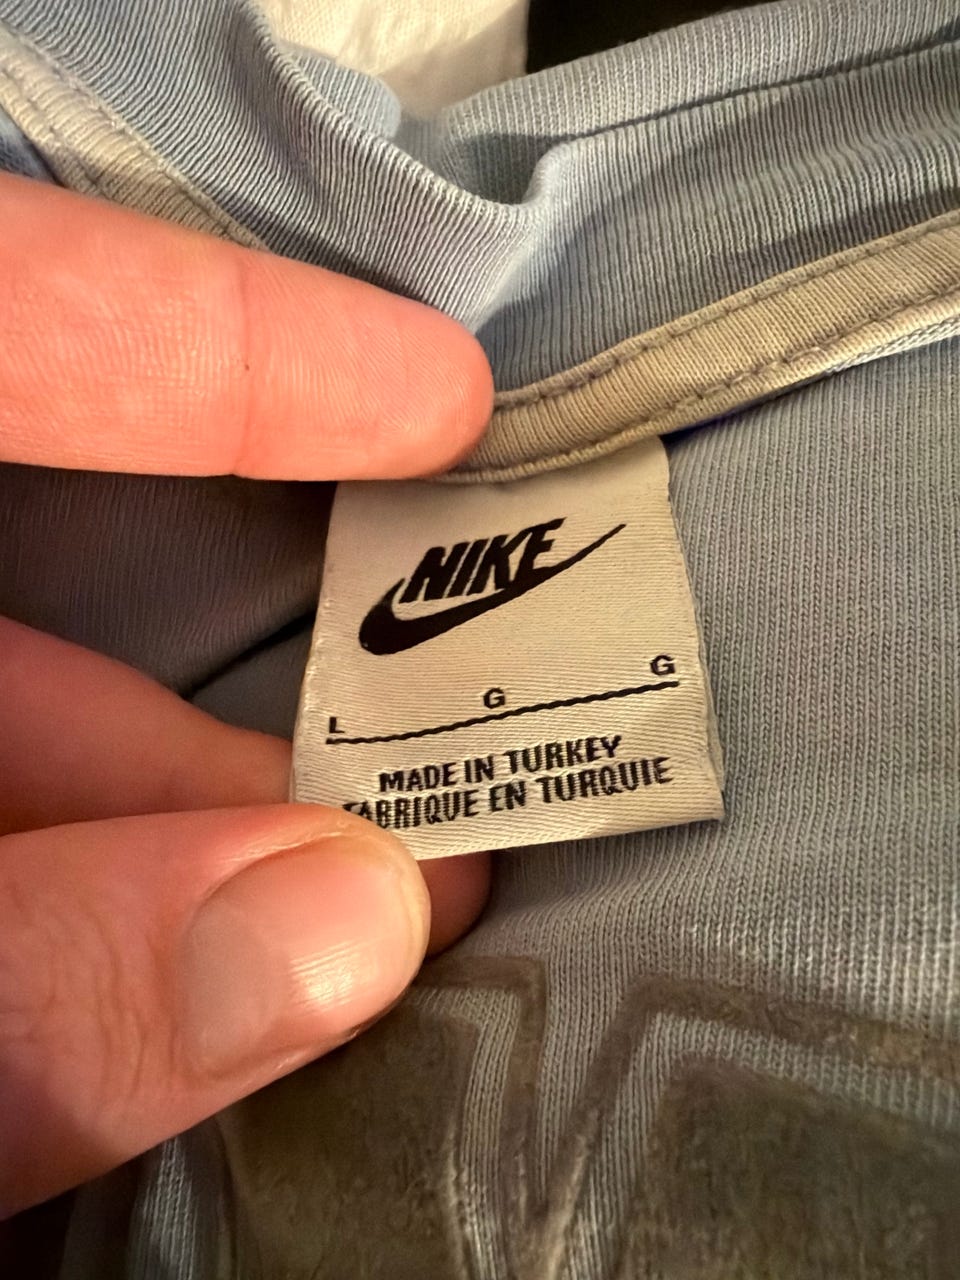 NIKE
L G G
MADE IN TURKEY
FABRIQUE EN TURQUIE